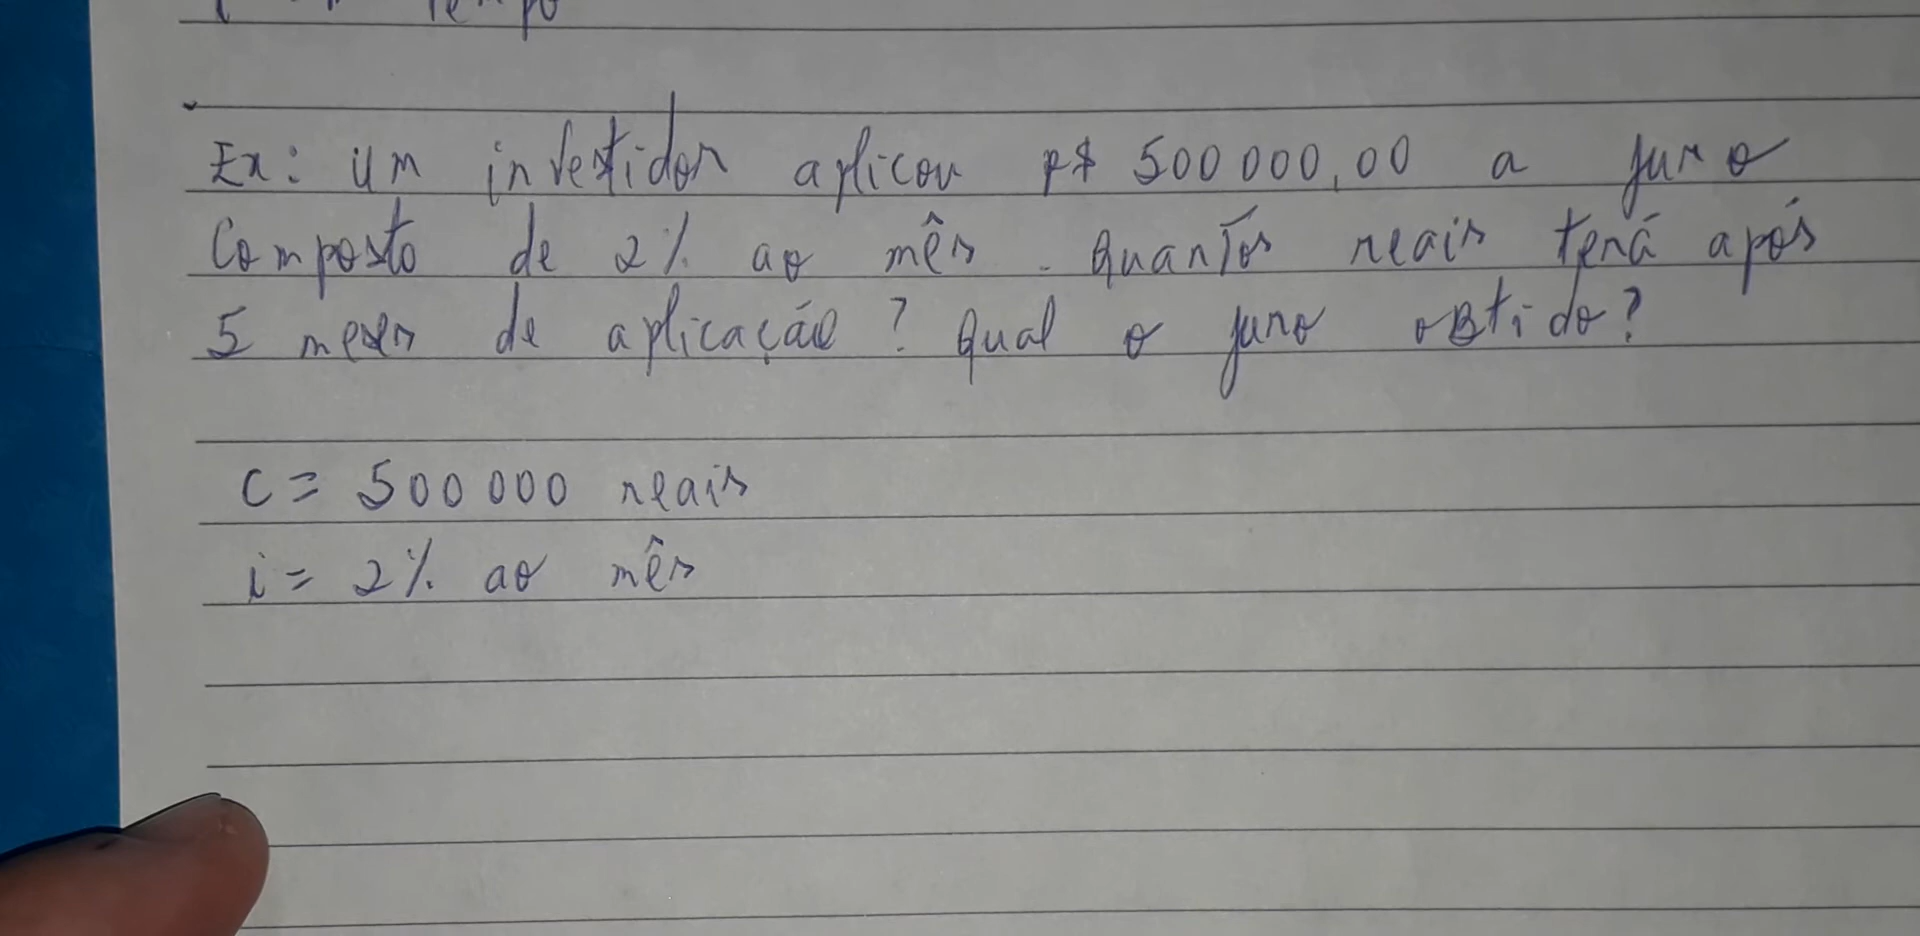 Tempo
Ex: um investidor aplicou R$ 500 000,00 a juro
Composto de 2% ao mês. Quantos reais terá após
5 meses de aplicação? Qual o juro obtido?
C = 500 000 reais
i = 2% ao mês